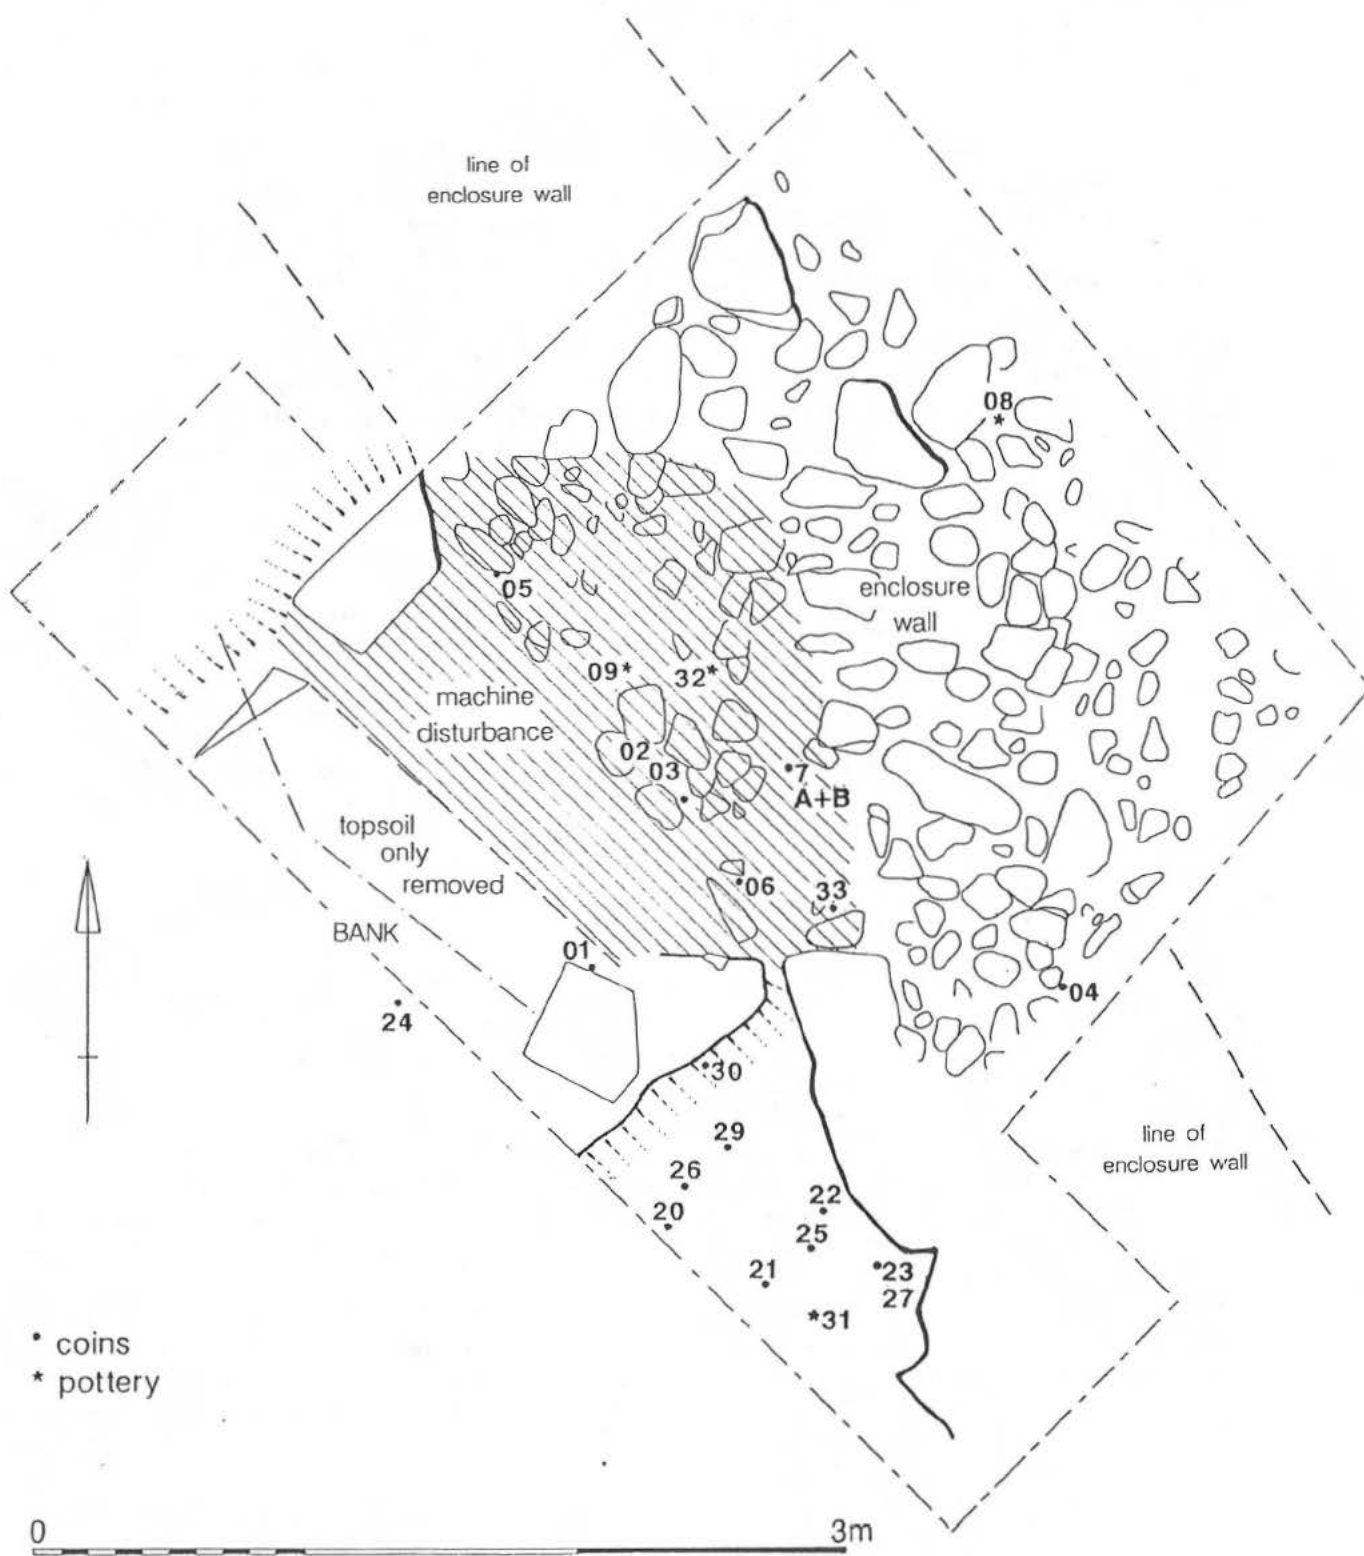 line of
enclosure wall
08
*
enclosure
wall
05
09*
32*
machine
disturbance
02
03
7
A+B
topsoil
only
removed
06
33
BANK
01
04
24
30
29
line of
enclosure wall
26
22
20
25
21
23
27
*31
• coins
* pottery
0
3m